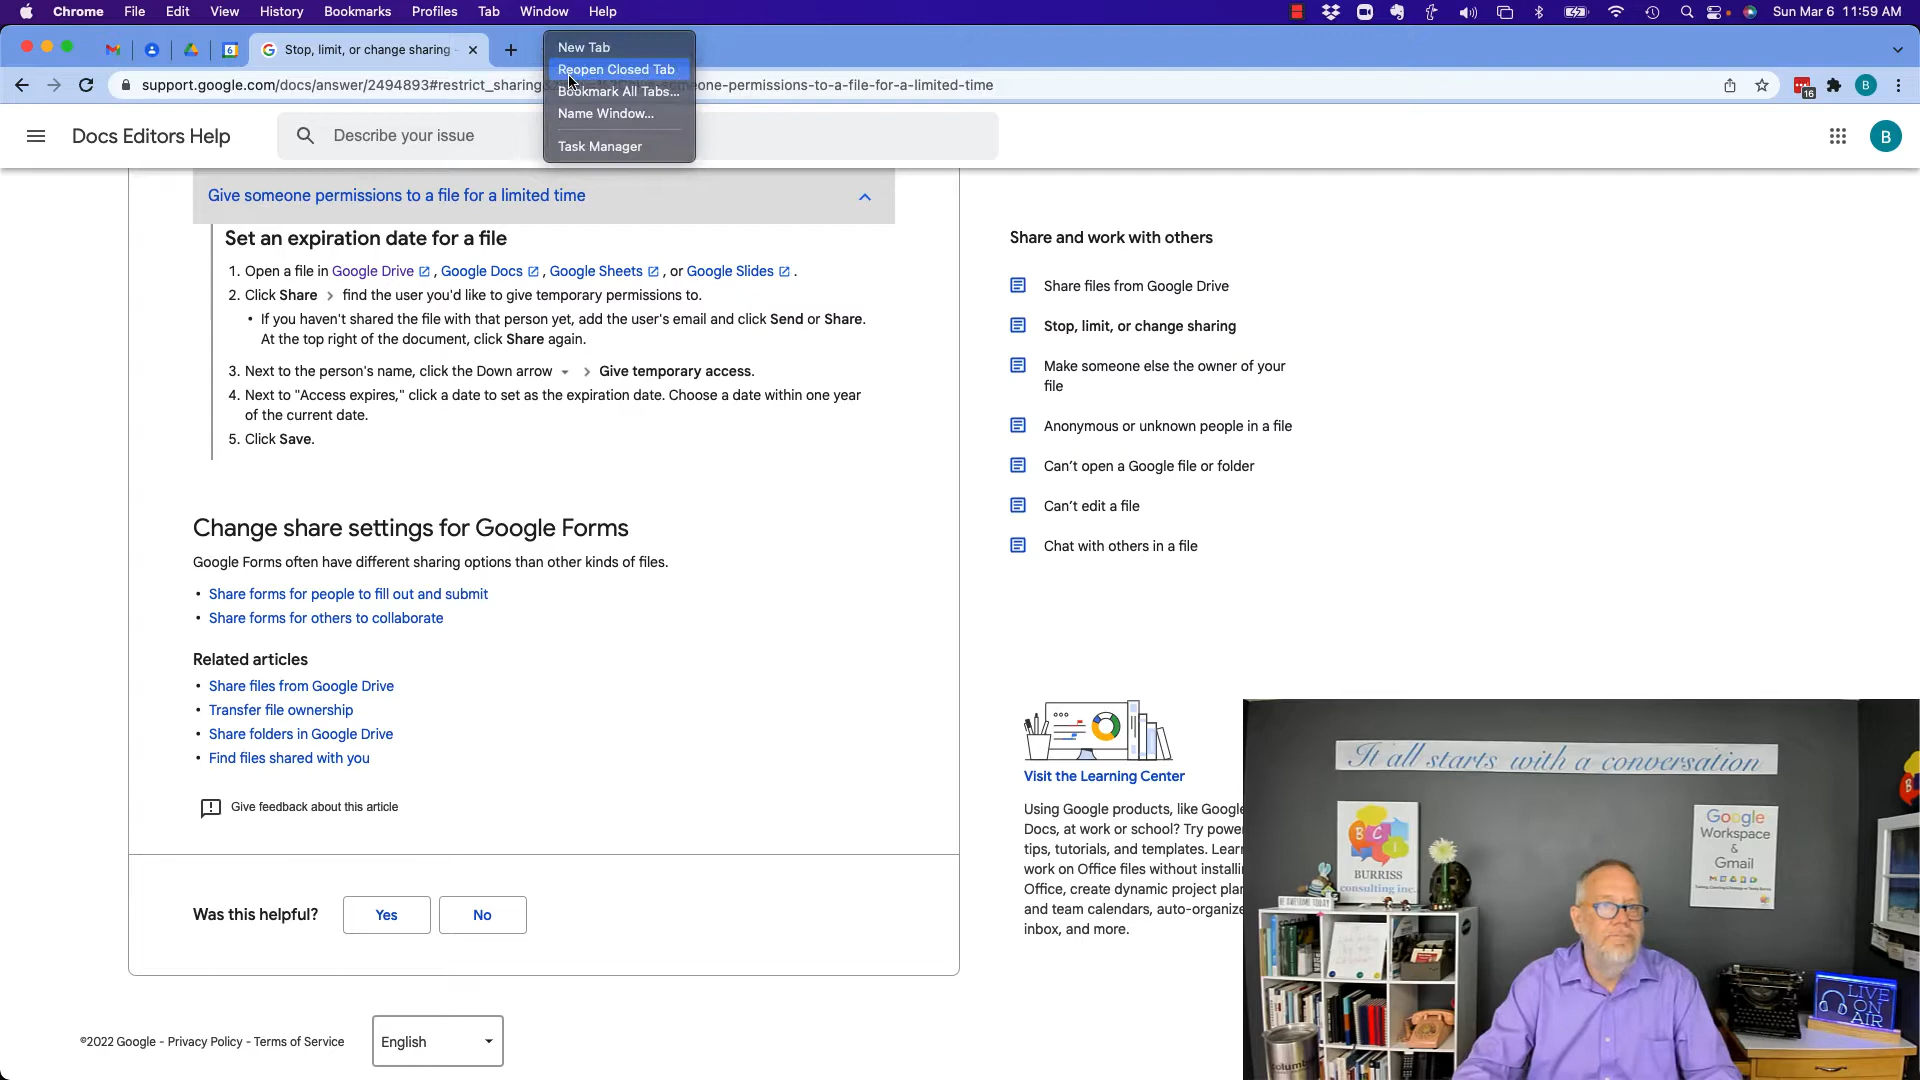 Chrome File Edit View History Bookmarks Profiles Tab Window Help Sun Mar 6 11:59 AM
6 Stop, limit, or change sharing
support.google.com/docs/answer/2494893#restrict_sharing
eone-permissions-to-a-file-for-a-limited-time
16
B
New Tab
Reopen Closed Tab
Bookmark All Tabs...
Name Window...
Task Manager
Docs Editors Help
Describe your issue
B
Give someone permissions to a file for a limited time
Set an expiration date for a file
1. Open a file in Google Drive , Google Docs , Google Sheets , or Google Slides .
2. Click Share > find the user you'd like to give temporary permissions to.
• If you haven't shared the file with that person yet, add the user's email and click Send or Share.
At the top right of the document, click Share again.
3. Next to the person's name, click the Down arrow > Give temporary access.
4. Next to "Access expires," click a date to set as the expiration date. Choose a date within one year
of the current date.
5. Click Save.
Change share settings for Google Forms
Google Forms often have different sharing options than other kinds of files.
• Share forms for people to fill out and submit
• Share forms for others to collaborate
Related articles
• Share files from Google Drive
• Transfer file ownership
• Share folders in Google Drive
• Find files shared with you
Give feedback about this article
Was this helpful? Yes No
©2022 Google - Privacy Policy - Terms of Service English
Share and work with others
Share files from Google Drive
Stop, limit, or change sharing
Make someone else the owner of your
file
Anonymous or unknown people in a file
Can't open a Google file or folder
Can't edit a file
Chat with others in a file
Visit the Learning Center
Using Google products, like Google
Docs, at work or school? Try power
tips, tutorials, and templates. Learn
work on Office files without installi
Office, create dynamic project plan
and team calendars, auto-organize
inbox, and more.
It all starts with a conversation
B C
BURRISS
consulting inc.
Google
Workspace
&
Gmail
BE AWESOME TODAY
LIVE
ON
AIR
columb